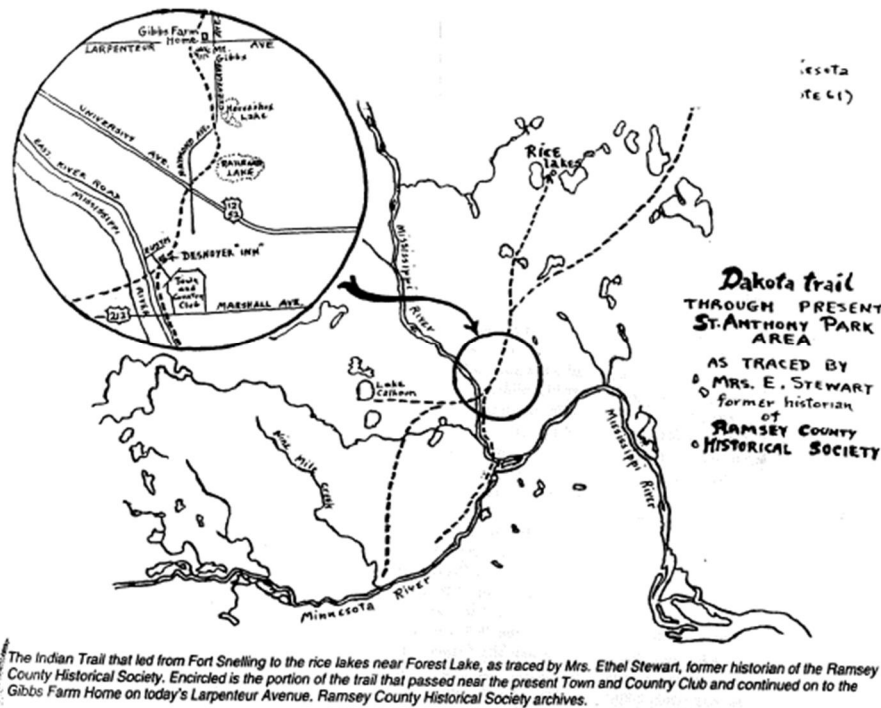 Gibbs Farm
Home
LARPENTEUR AVE
AVE
Gibbs
CLEVELAND
Lake
UNIVERSITY AVE.
RAYMOND AVE.
LAKE
EAST RIVER ROAD
MISSISSIPPI
RIVER
12
52
DESNOYER "INN"
Town
and
Country
Club
212
MARSHALL AVE.
Rice
Lakes
Mississippi
River
Lake
Calhoun
Nine Mile
Creek
Minnesota River
Mississippi River
esota
te 61)
Dakota trail
THROUGH PRESENT
ST. ANTHONY PARK
AREA
AS TRACED BY
MRS. E. STEWART
former historian
of
RAMSEY COUNTY
HISTORICAL SOCIETY
The Indian Trail that led from Fort Snelling to the rice lakes near Forest Lake, as traced by Mrs. Ethel Stewart, former historian of the Ramsey
County Historical Society. Encircled is the portion of the trail that passed near the present Town and Country Club and continued on to the
Gibbs Farm Home on today's Larpenteur Avenue. Ramsey County Historical Society archives.